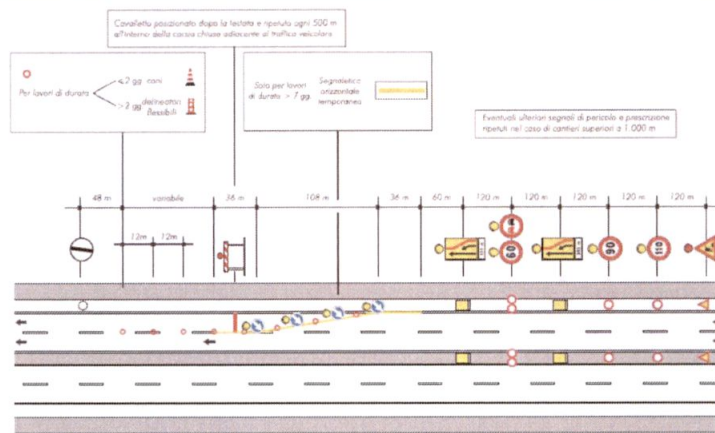 Cavalletto posizionato dopo la testata e ripetuto ogni 500 m
all'interno della corsia chiusa adiacente al traffico veicolare
Per lavori di durata
⩽2 gg coni
>2 gg delineatori
flessibili
Solo per lavori
di durata > 7 gg
Segnaletica
orizzontale
temporanea
Eventuali ulteriori segnali di pericolo e prescrizione
ripetuti nel caso di cantieri superiori a 1.000 m
48 m variabile 36 m 108 m 36 m 60 m 120 m 120 m 120 m 120 m 120 m
12m 12m
60 90 110